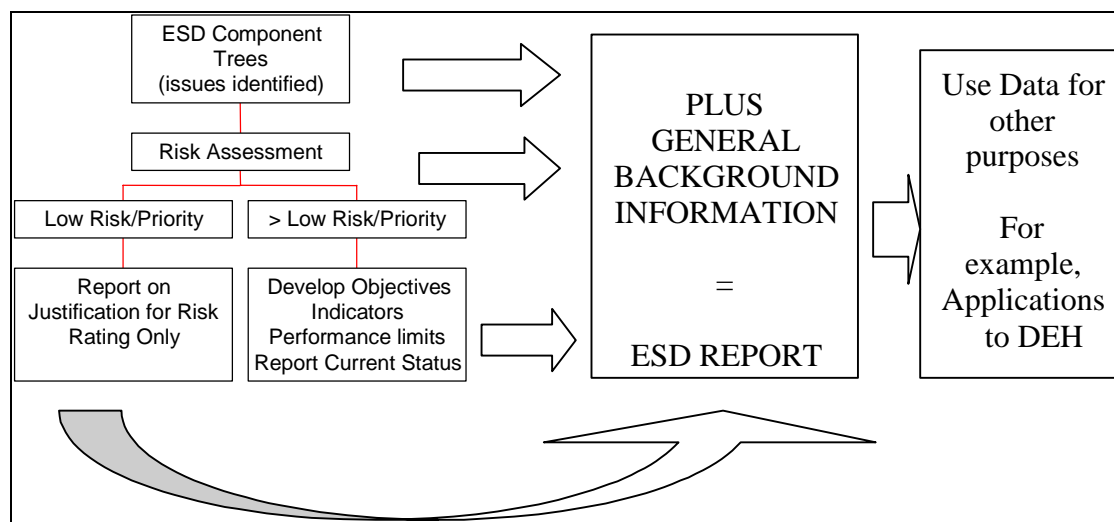 ESD Component
Trees
(issues identified)
Risk Assessment
Low Risk/Priority
> Low Risk/Priority
Report on
Justification for Risk
Rating Only
Develop Objectives
Indicators
Performance limits
Report Current Status
PLUS
GENERAL
BACKGROUND
INFORMATION
=
ESD REPORT
Use Data for
other
purposes
For
example,
Applications
to DEH